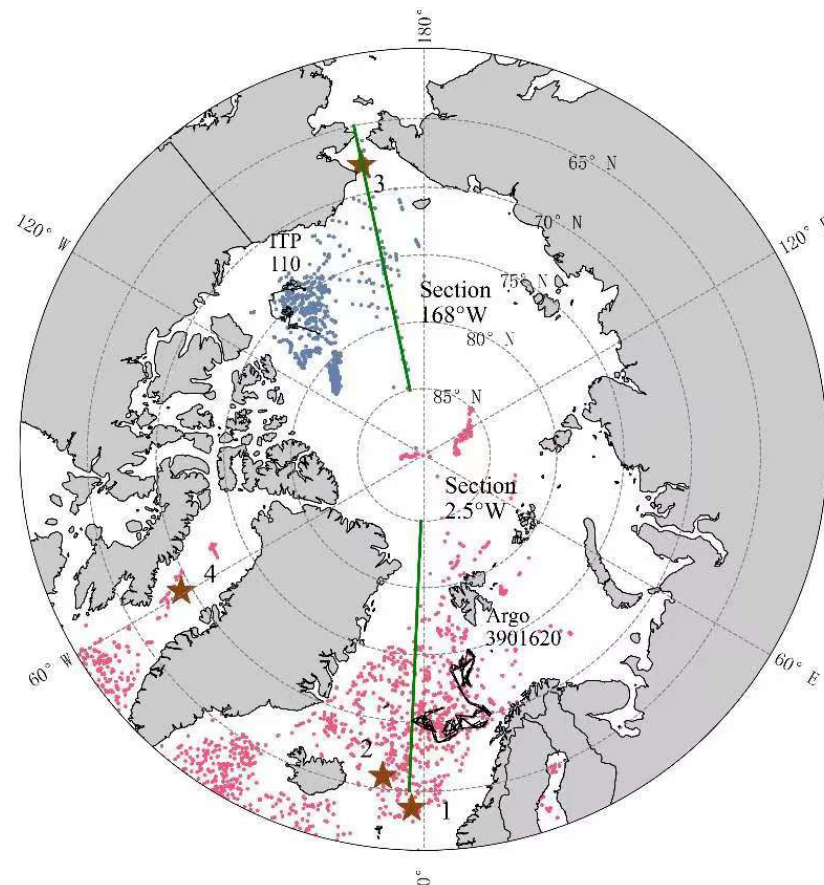 180°
65° N
3
70° N
120° W
ITP
110
120° E
75° N
Section
168°W
80° N
85° N
Section
2.5°W
4
Argo
3901620
60° W
60° E
2
1
0°